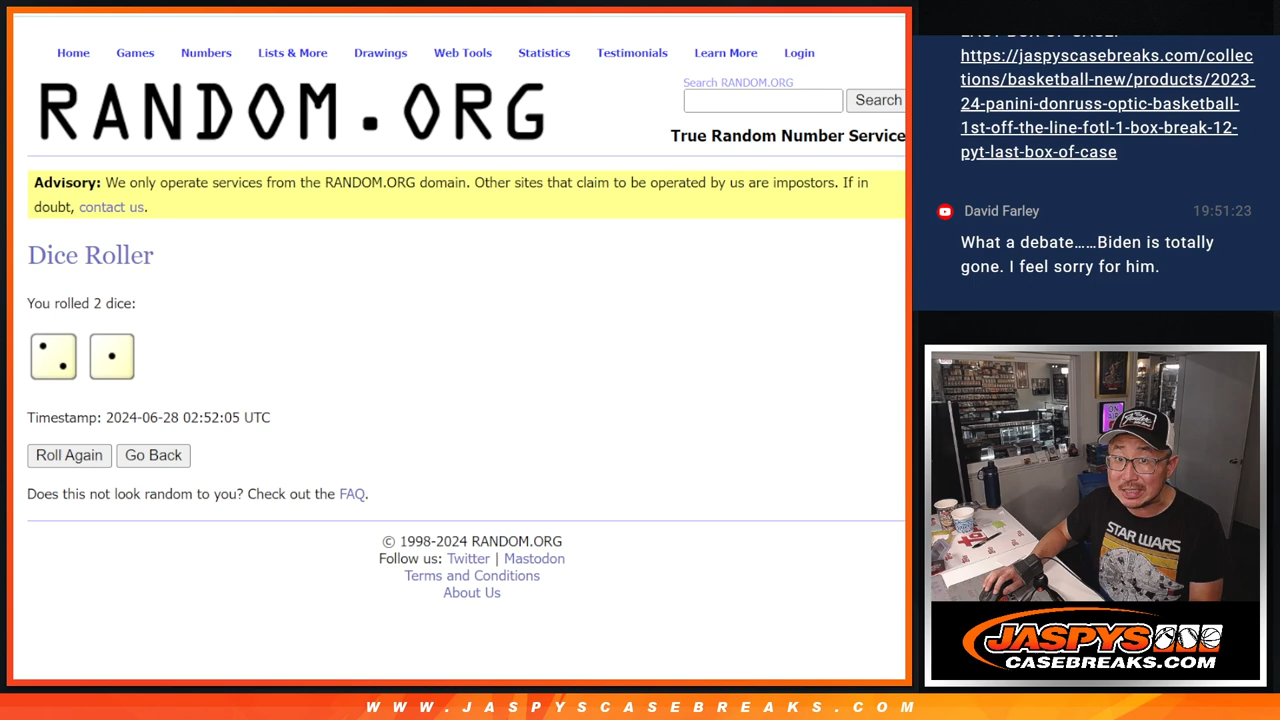 Home Games Numbers Lists & More Drawings Web Tools Statistics Testimonials Learn More Login
RANDOM.ORG
Search RANDOM.ORG
Search
True Random Number Service
Advisory: We only operate services from the RANDOM.ORG domain. Other sites that claim to be operated by us are impostors. If in
doubt, contact us.
Dice Roller
You rolled 2 dice:
Timestamp: 2024-06-28 02:52:05 UTC
Roll Again Go Back
Does this not look random to you? Check out the FAQ.
© 1998-2024 RANDOM.ORG
Follow us: Twitter | Mastodon
Terms and Conditions
About Us
https://jaspyscasebreaks.com/collec
tions/basketball-new/products/2023-
24-panini-donruss-optic-basketball-
1st-off-the-line-fotl-1-box-break-12-
pyt-last-box-of-case
David Farley 19:51:23
What a debate......Biden is totally
gone. I feel sorry for him.
STAR WARS
JASPYS
CASEBREAKS.COM
WWW.JASPYSCASEBREAKS.COM